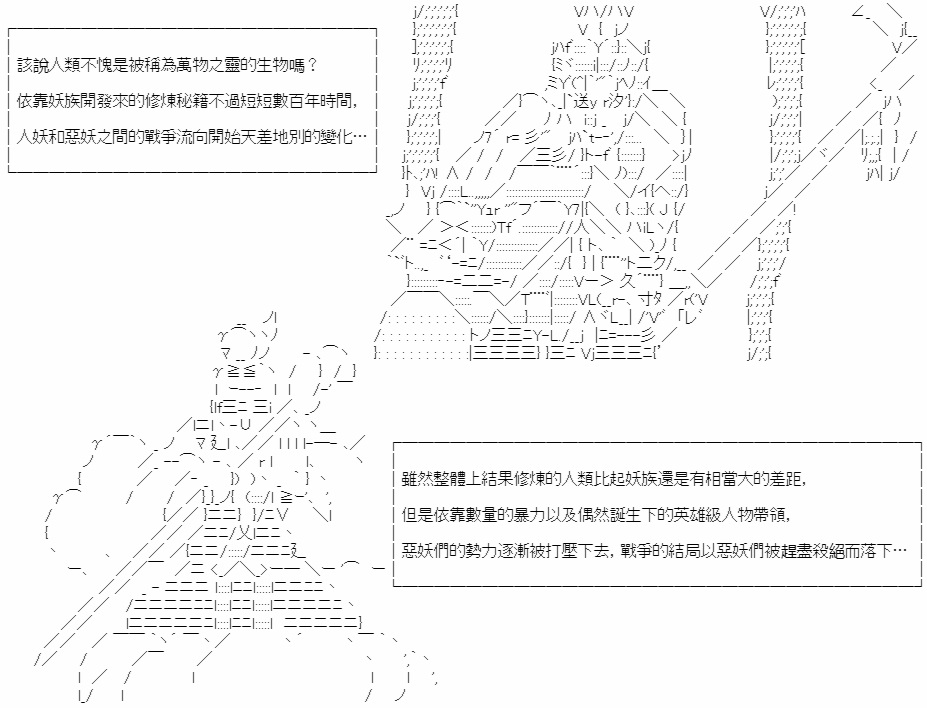 該說人類不愧是被稱為萬物之靈的生物嗎？
依靠妖族開發來的修煉秘籍不過短短數百年時間，
人妖和惡妖之間的戰爭流向開始天差地別的變化…
雖然整體上結果修煉的人類比起妖族還是有相當大的差距，
但是依靠數量的暴力以及偶然誕生下的英雄級人物帶領，
惡妖們的勢力逐漸被打壓下去，戰爭的結局以惡妖們被趕盡殺絕而落下…